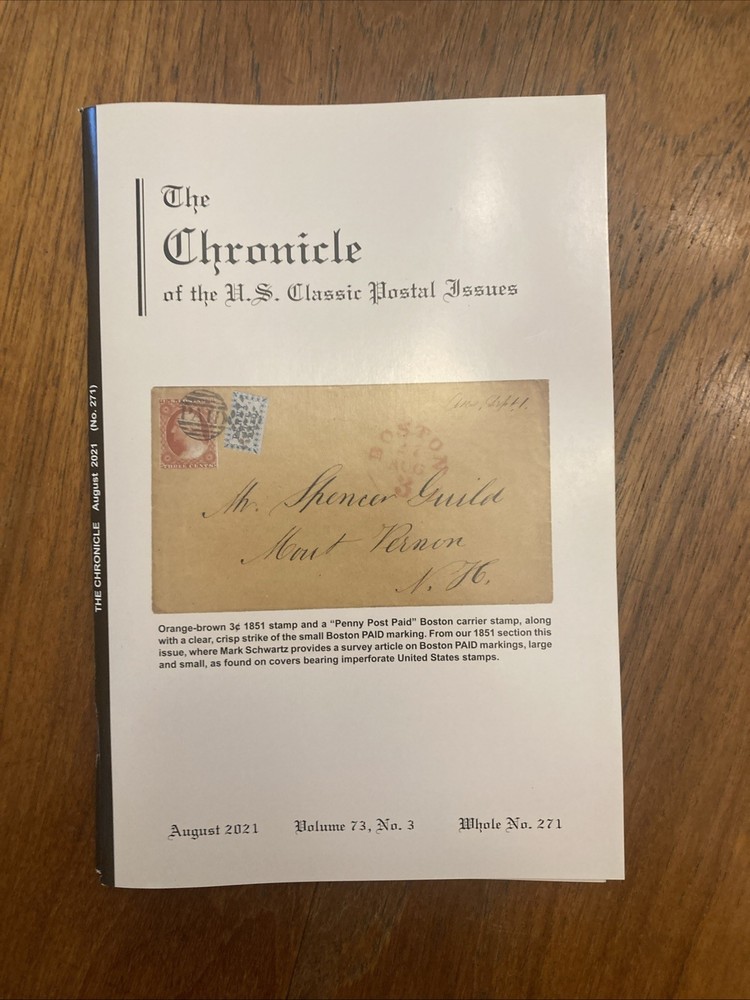 The
Chronicle
of the U.S. Classic Postal Issues
THE CHRONICLE August 2021 (No. 271)
PAID
THREE CENTS
BOSTON
Mr. Spencer Guild
Mont Vernon
N. H.
Orange-brown 3¢ 1851 stamp and a “Penny Post Paid” Boston carrier stamp, along
with a clear, crisp strike of the small Boston PAID marking. From our 1851 section this
issue, where Mark Schwartz provides a survey article on Boston PAID markings, large
and small, as found on covers bearing imperforate United States stamps.
August 2021 Volume 73, No. 3 Whole No. 271